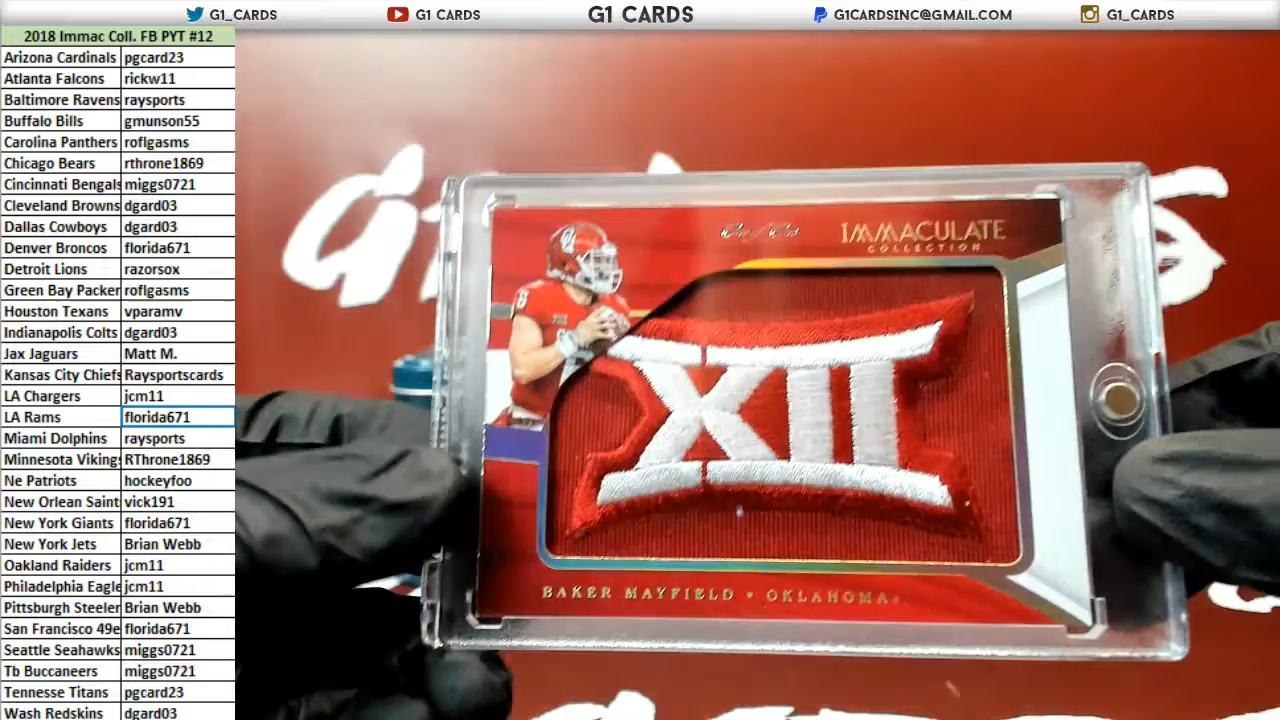 G1_CARDS
G1 CARDS
G1 CARDS
G1CARDSINC@GMAIL.COM
G1_CARDS
2018 Immac Coll. FB PYT #12
Arizona Cardinals pgcard23
Atlanta Falcons rickw11
Baltimore Ravens raysports
Buffalo Bills gmunson55
Carolina Panthers roflgasms
Chicago Bears rthrone1869
Cincinnati Bengals miggs0721
Cleveland Browns dgard03
Dallas Cowboys dgard03
Denver Broncos florida671
Detroit Lions razorsox
Green Bay Packer roflgasms
Houston Texans vparamv
Indianapolis Colts dgard03
Jax Jaguars Matt M.
Kansas City Chiefs Raysportscards
LA Chargers jcm11
LA Rams florida671
Miami Dolphins raysports
Minnesota Vikings RThrone1869
Ne Patriots hockeyfoo
New Orlean Saint vick191
New York Giants florida671
New York Jets Brian Webb
Oakland Raiders jcm11
Philadelphia Eagle jcm11
Pittsburgh Steeler Brian Webb
San Francisco 49e florida671
Seattle Seahawks miggs0721
Tb Buccaneers miggs0721
Tennesse Titans pgcard23
Wash Redskins dgard03
One / One
IMMACULATE
COLLECTION
XII
BAKER MAYFIELD • OKLAHOMA